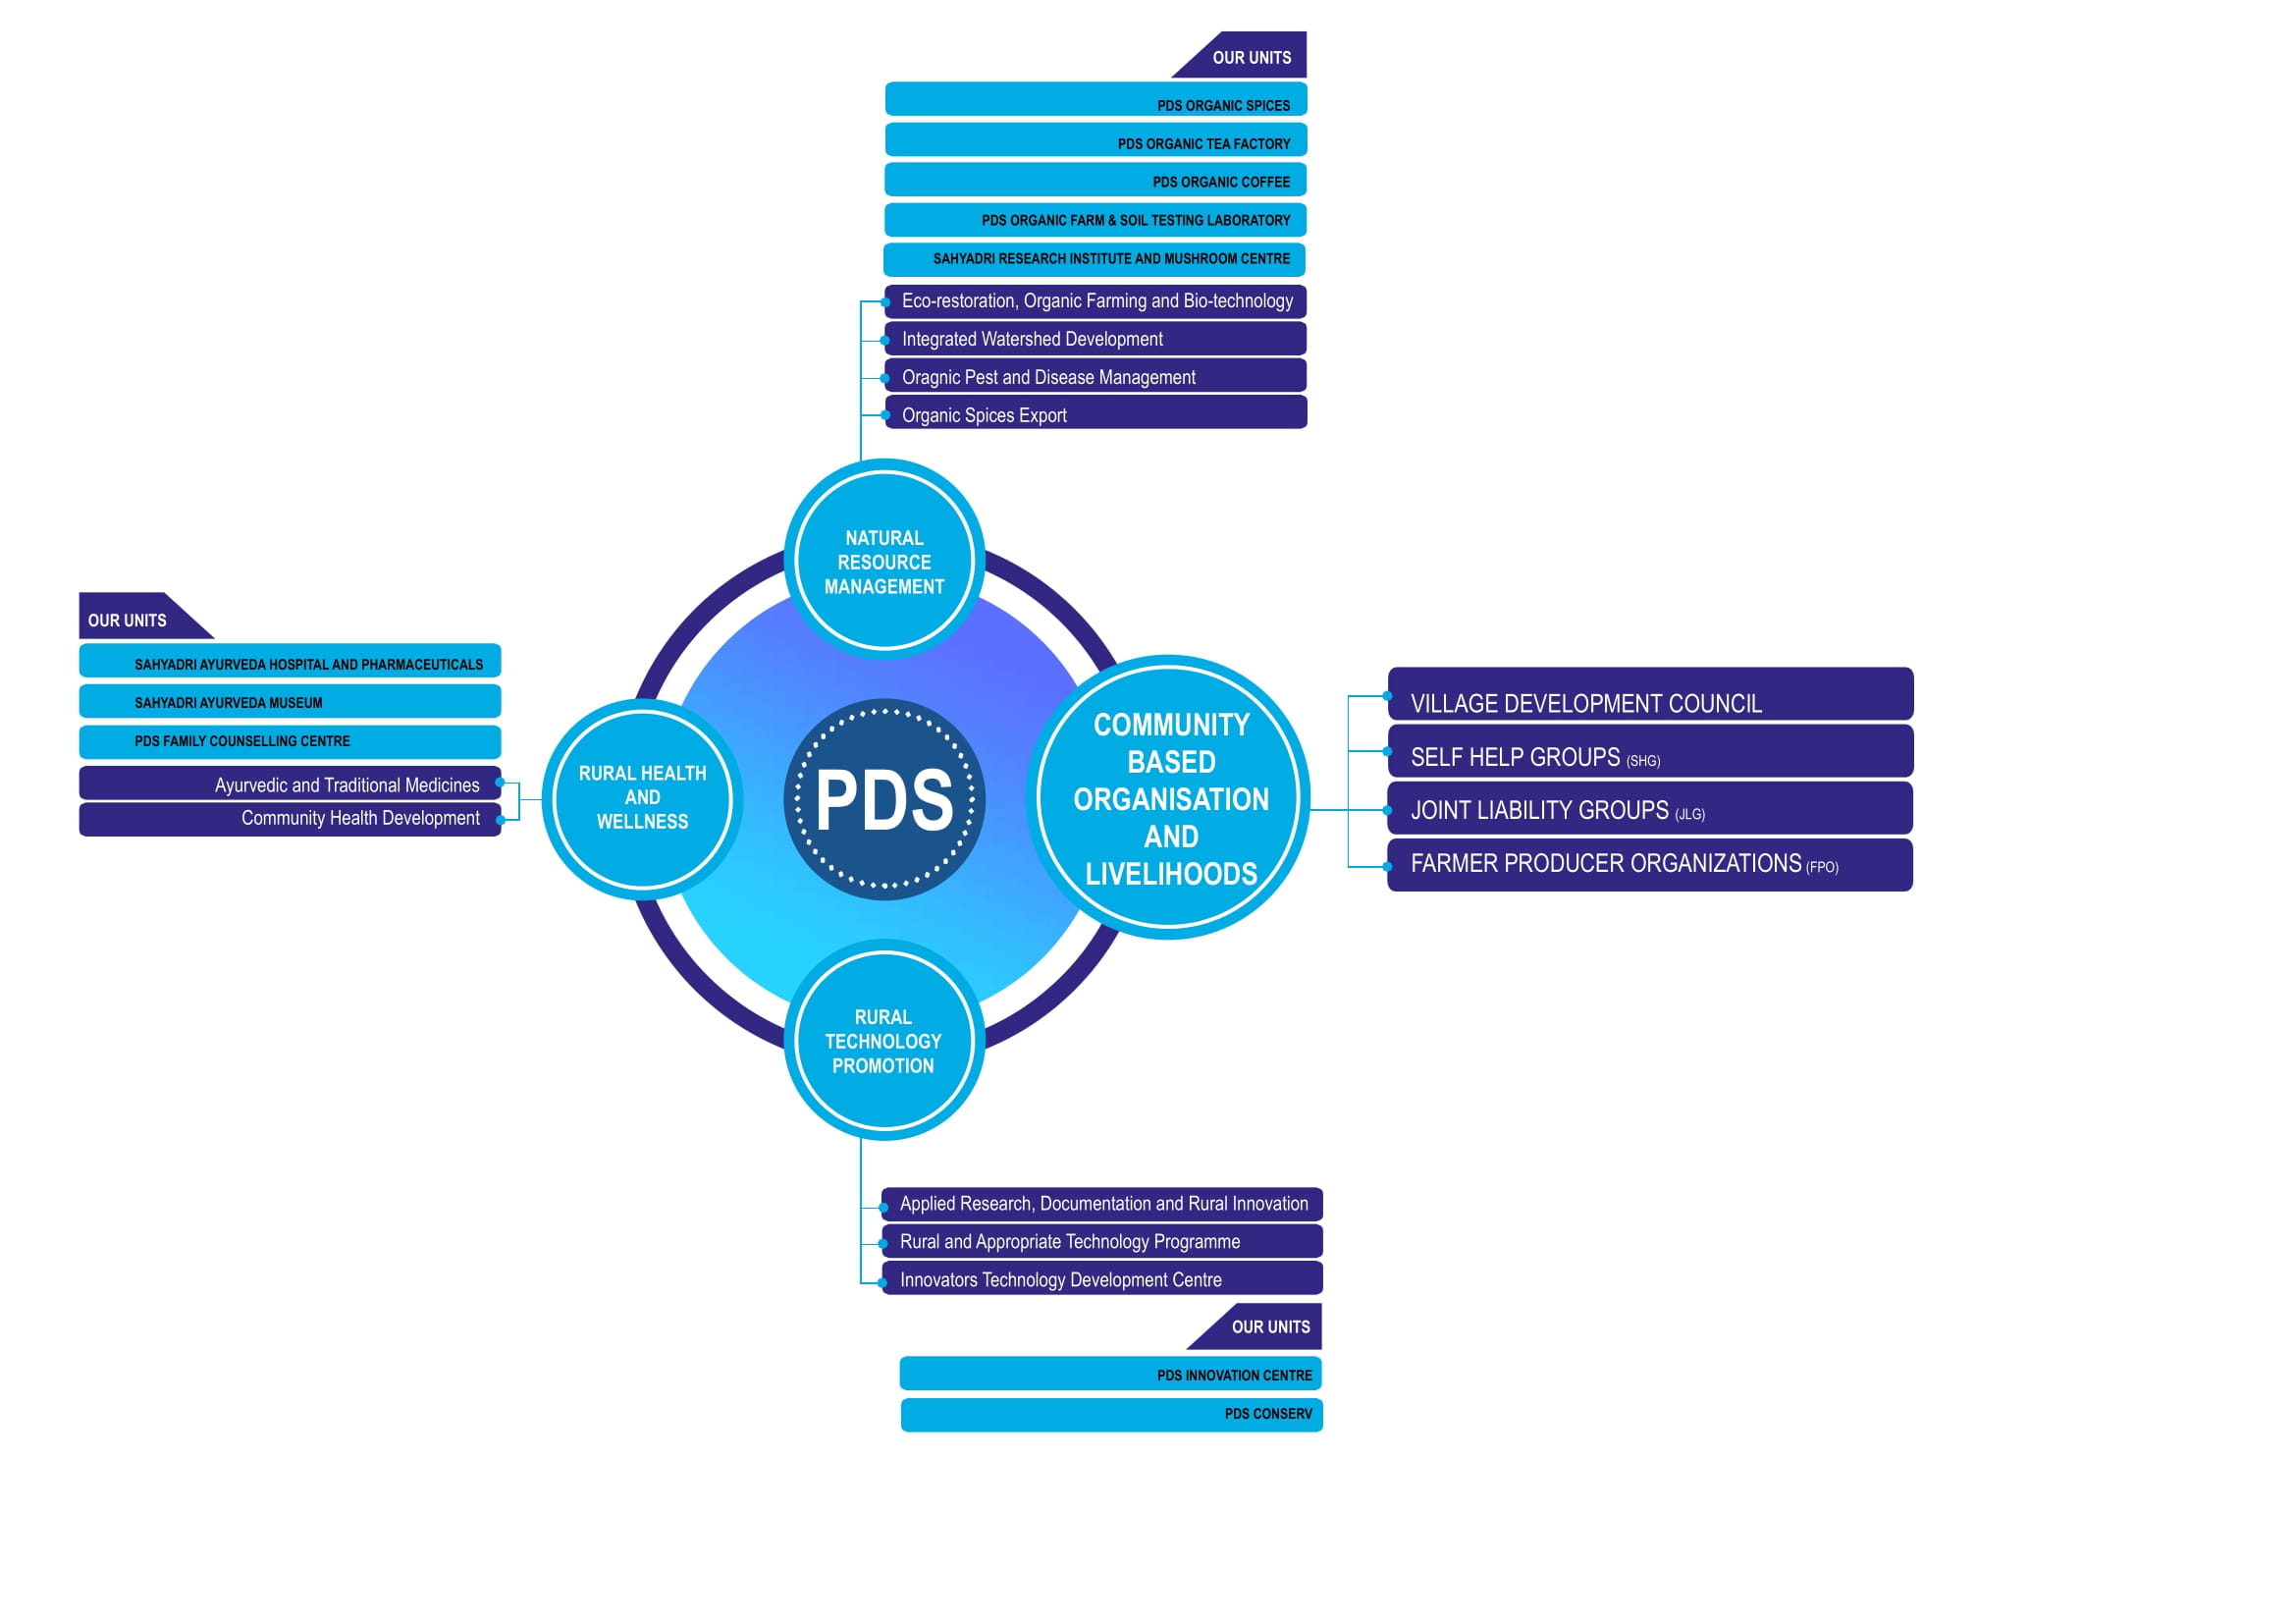 OUR UNITS
PDS ORGANIC SPICES
PDS ORGANIC TEA FACTORY
PDS ORGANIC COFFEE
PDS ORGANIC FARM & SOIL TESTING LABORATORY
SAHYADRI RESEARCH INSTITUTE AND MUSHROOM CENTRE
Eco-restoration, Organic Farming and Bio-technology
Integrated Watershed Development
Oragnic Pest and Disease Management
Organic Spices Export
NATURAL
RESOURCE
MANAGEMENT
OUR UNITS
SAHYADRI AYURVEDA HOSPITAL AND PHARMACEUTICALS
SAHYADRI AYURVEDA MUSEUM
PDS FAMILY COUNSELLING CENTRE
Ayurvedic and Traditional Medicines
Community Health Development
RURAL HEALTH
AND
WELLNESS
PDS
COMMUNITY
BASED
ORGANISATION
AND
LIVELIHOODS
VILLAGE DEVELOPMENT COUNCIL
SELF HELP GROUPS (SHG)
JOINT LIABILITY GROUPS (JLG)
FARMER PRODUCER ORGANIZATIONS (FPO)
RURAL
TECHNOLOGY
PROMOTION
Applied Research, Documentation and Rural Innovation
Rural and Appropriate Technology Programme
Innovators Technology Development Centre
OUR UNITS
PDS INNOVATION CENTRE
PDS CONSERV